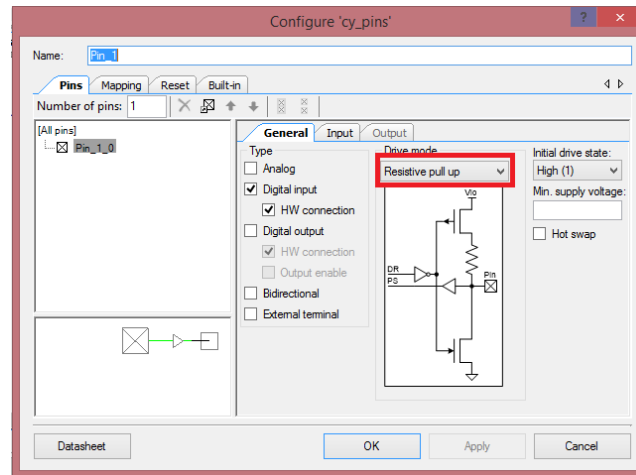 Configure 'cy_pins'
?
×
Name:
Pin_1
Pins
Mapping
Reset
Built-in
Number of pins:
1
[All pins]
Pin_1_0
General
Input
Output
Type
Analog
Digital input
HW connection
Digital output
HW connection
Output enable
Bidirectional
External terminal
Drive mode
Resistive pull up
Vio
DR
PS
Pin
Initial drive state:
High (1)
Min. supply voltage:
Hot swap
Datasheet
OK
Apply
Cancel